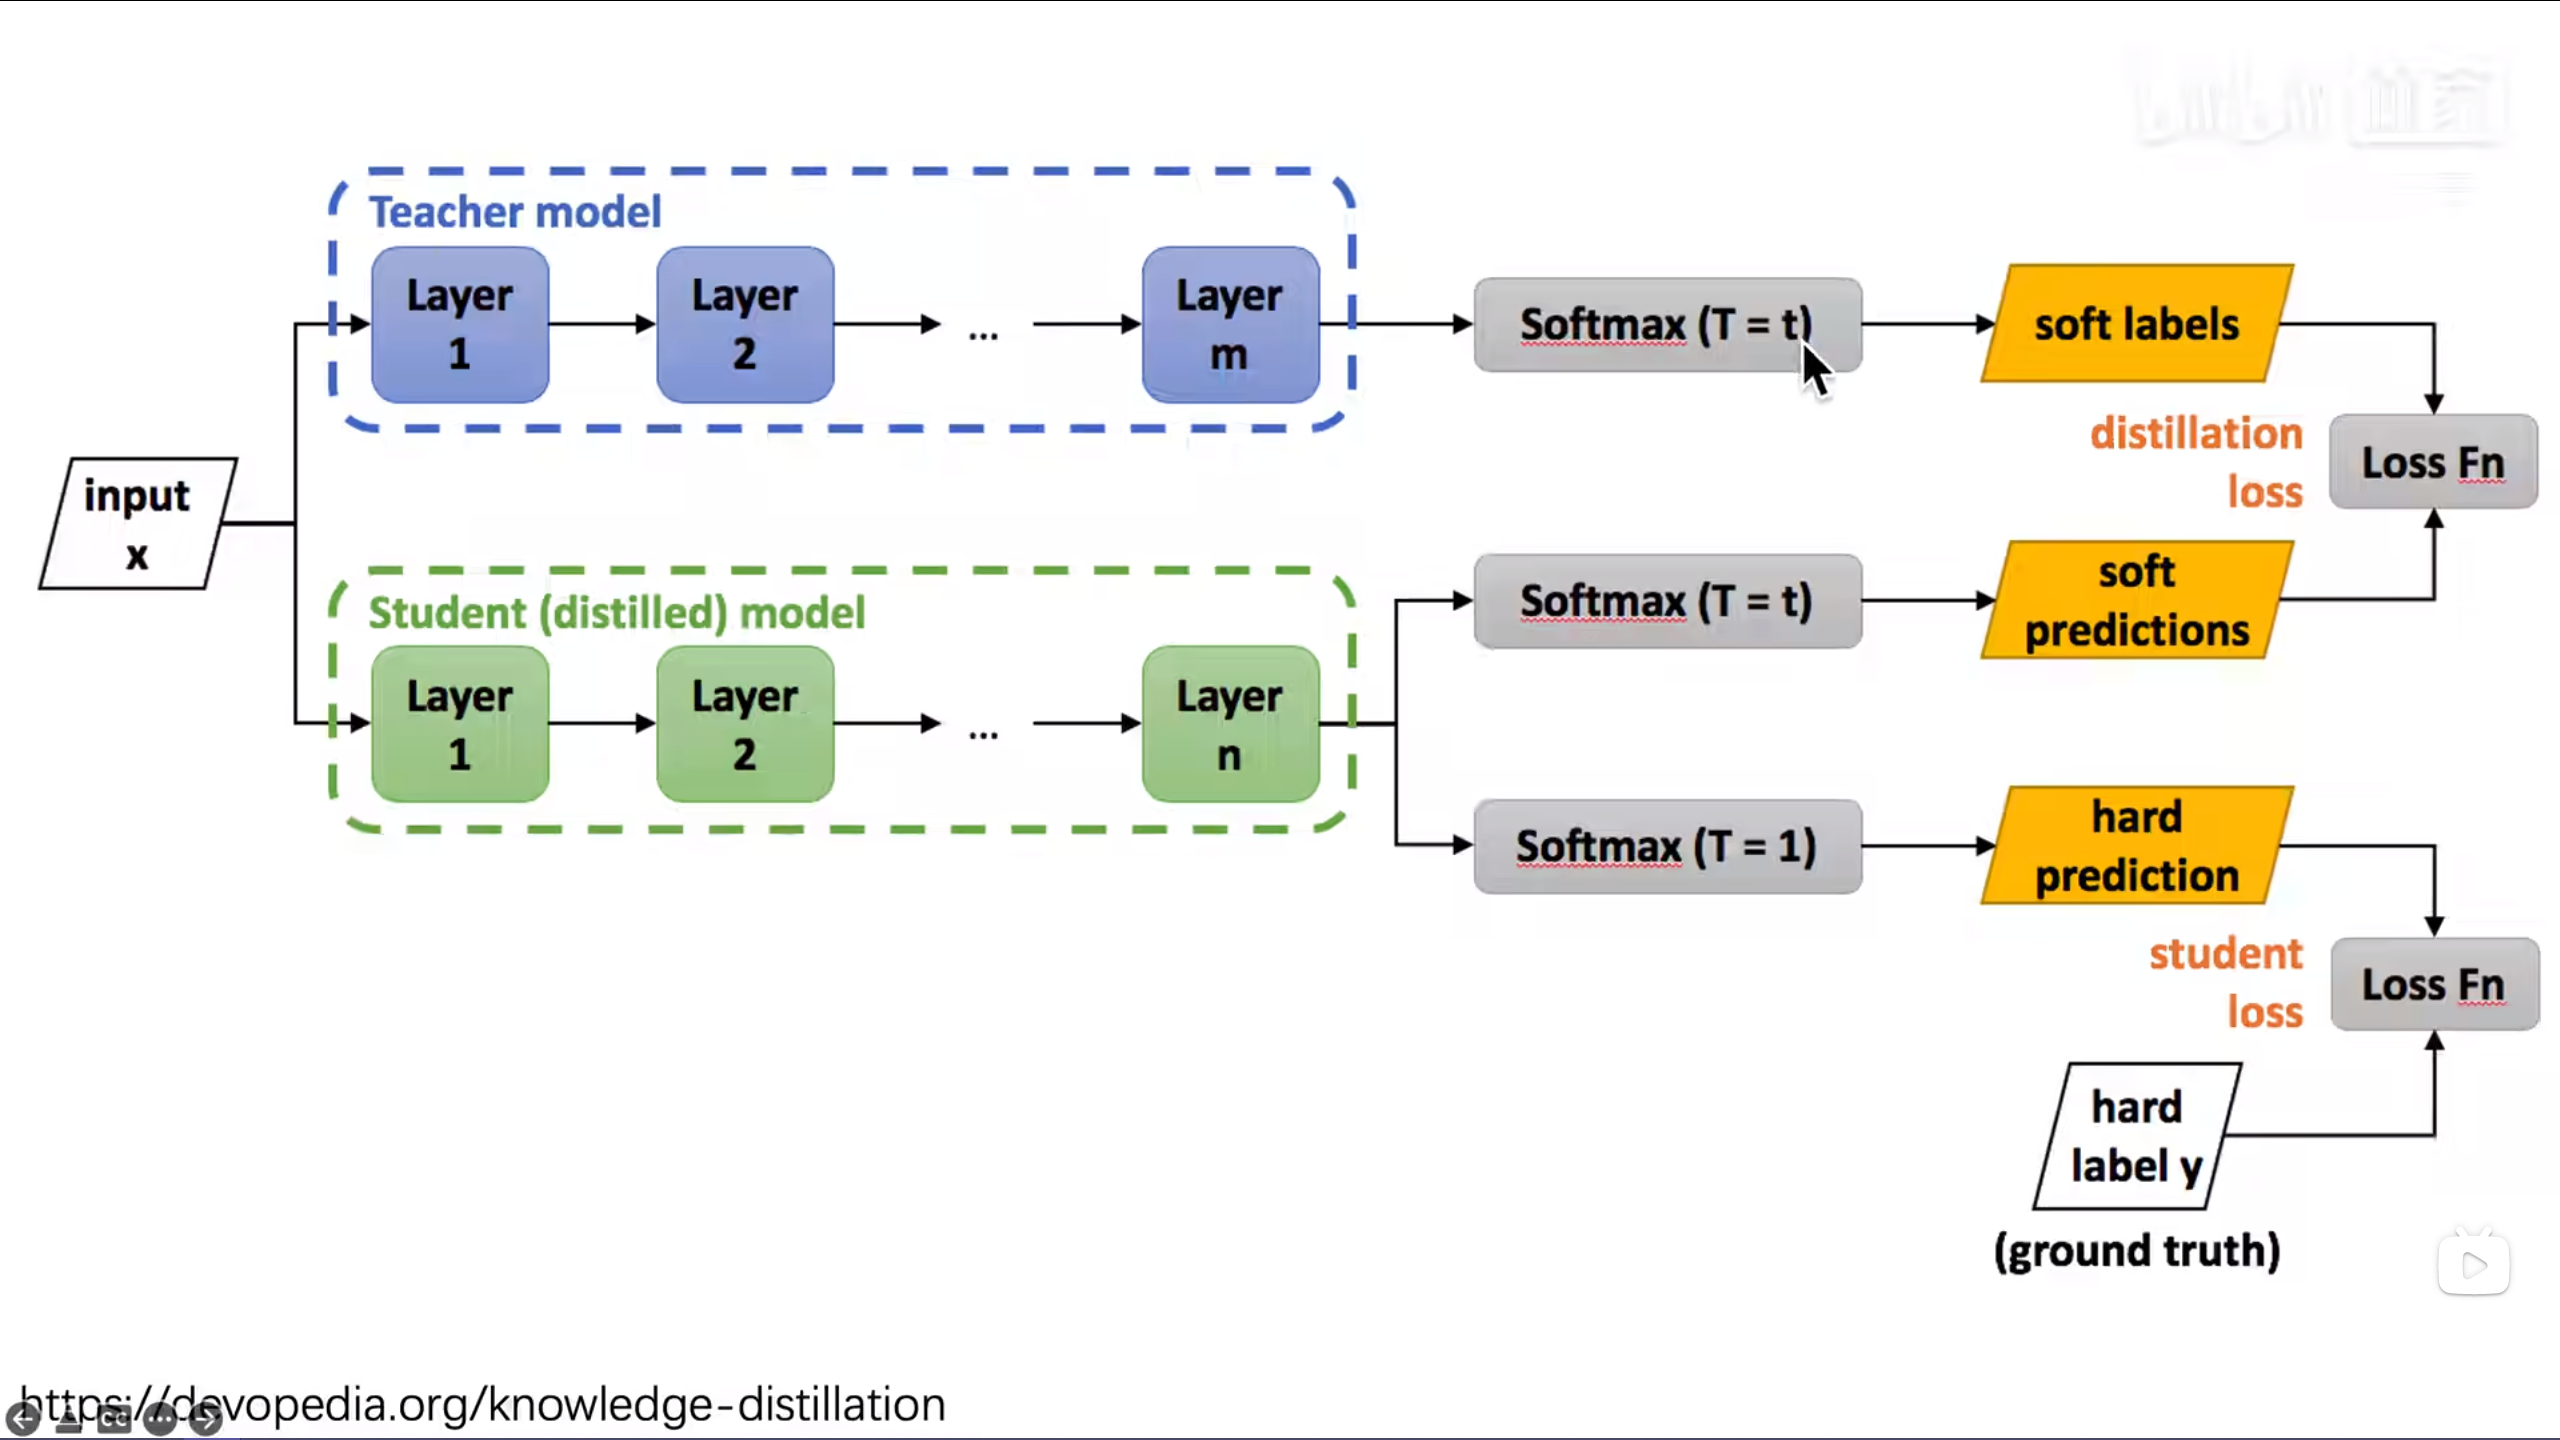 Teacher model
Layer
1
Layer
2
...
Layer
m
Softmax (T = t)
soft labels
distillation
loss
Loss Fn
input
x
Student (distilled) model
Layer
1
Layer
2
...
Layer
n
Softmax (T = t)
soft
predictions
Softmax (T = 1)
hard
prediction
student
loss
Loss Fn
hard
label y
(ground truth)
https://devopedia.org/knowledge-distillation
CC